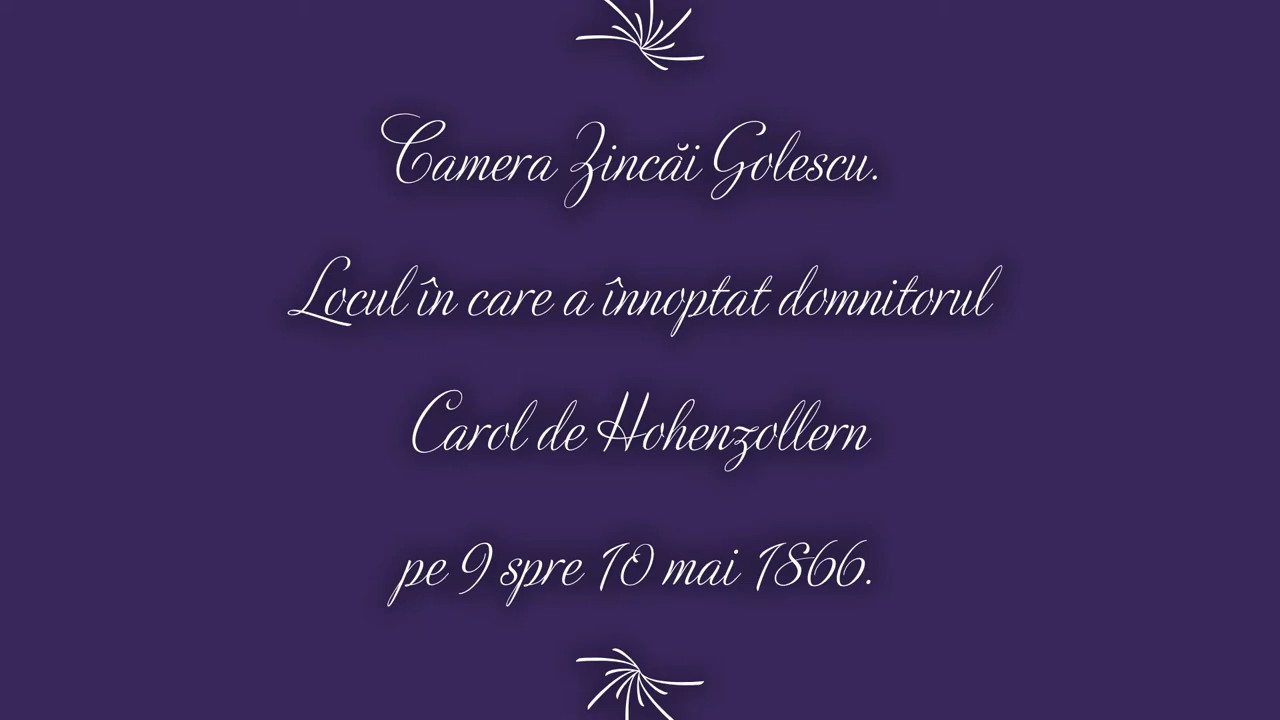 Camera Zincăi Golescu.
Locul în care a înnoptat domnitorul
Carol de Hohenzollern
pe 9 spre 10 mai 1866.